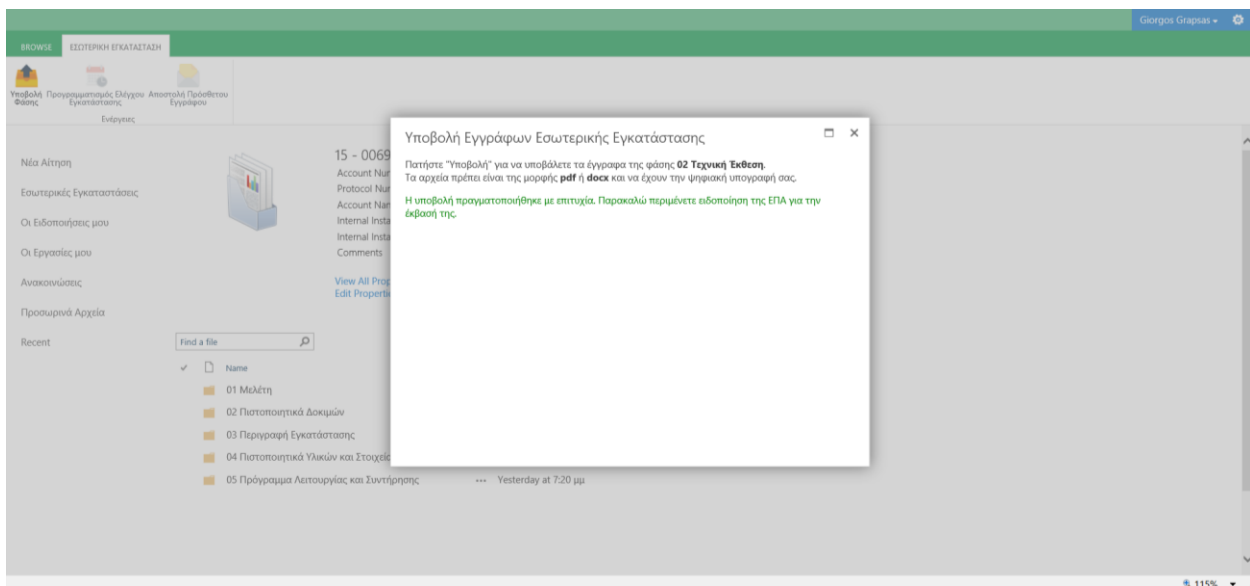 Giorgos Grapsas
BROWSE ΕΣΩΤΕΡΙΚΗ ΕΓΚΑΤΑΣΤΑΣΗ
Υποβολή Προγραμματισμός Ελέγχου Αποστολή Πρόσθετου
Φάσης Εγκατάστασης Εγγράφου
Ενέργειες
Υποβολή Εγγράφων Εσωτερικής Εγκατάστασης
Πατήστε "Υποβολή" για να υποβάλετε τα έγγραφα της φάσης 02 Τεχνική Έκθεση.
Τα αρχεία πρέπει είναι της μορφής pdf ή docx και να έχουν την ψηφιακή υπογραφή σας.
Η υποβολή πραγματοποιήθηκε με επιτυχία. Παρακαλώ περιμένετε ειδοποίηση της ΕΠΑ για την
έκβασή της.
Νέα Αίτηση
Εσωτερικές Εγκαταστάσεις
Οι Ειδοποιήσεις μου
Οι Εργασίες μου
Ανακοινώσεις
Προσωρινά Αρχεία
Recent
15 - 0069
Account Nur
Protocol Nur
Account Nar
Internal Insta
Internal Insta
Comments
View All Prop
Edit Properti
Find a file
Name
01 Μελέτη
02 Πιστοποιητικά Δοκιμών
03 Περιγραφή Εγκατάστασης
04 Πιστοποιητικά Υλικών και Στοιχεία
05 Πρόγραμμα Λειτουργίας και Συντήρησης ... Yesterday at 7:20 μμ
115%